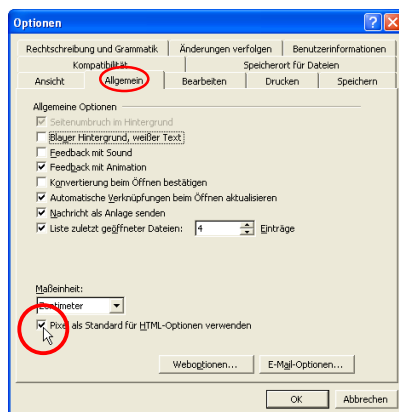 Optionen
Rechtschreibung und Grammatik
Änderungen verfolgen
Benutzerinformationen
Kompatibilität
Speicherort für Dateien
Ansicht
Allgemein
Bearbeiten
Drucken
Speichern
Allgemeine Optionen
Seitenumbruch im Hintergrund
Blauer Hintergrund, weißer Text
Feedback mit Sound
Feedback mit Animation
Konvertierung beim Öffnen bestätigen
Automatische Verknüpfungen beim Öffnen aktualisieren
Nachricht als Anlage senden
Liste zuletzt geöffneter Dateien: 4 Einträge
Maßeinheit:
Zentimeter
Pixel als Standard für HTML-Optionen verwenden
Weboptionen...
E-Mail-Optionen...
OK
Abbrechen